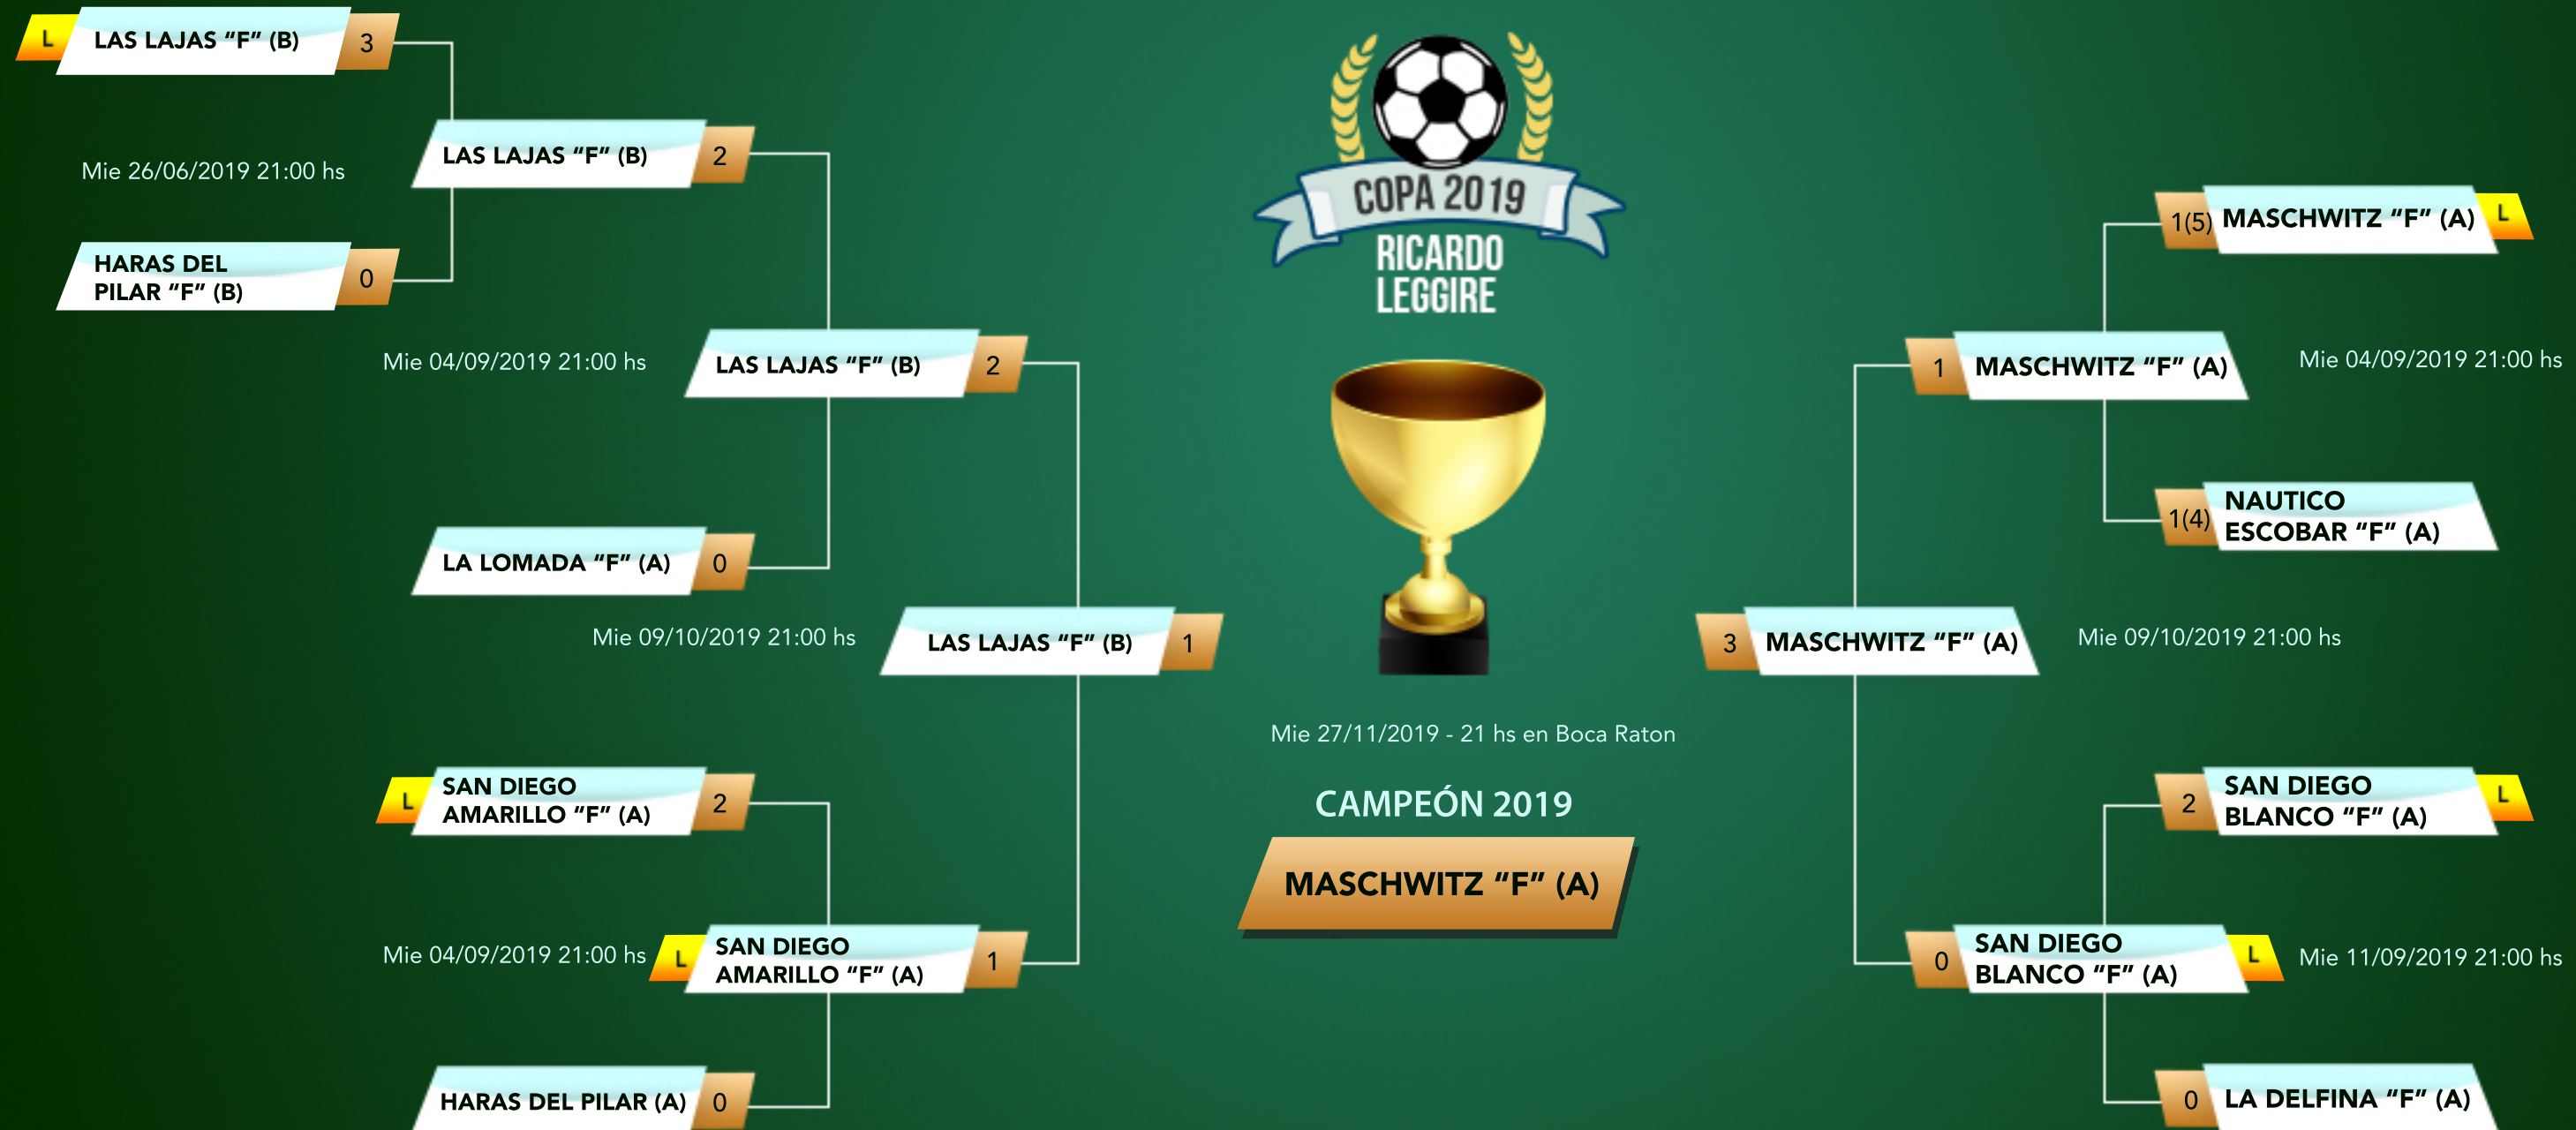 L
LAS LAJAS “F” (B)
3
Mie 26/06/2019 21:00 hs
HARAS DEL
PILAR “F” (B)
0
LAS LAJAS “F” (B)
2
Mie 04/09/2019 21:00 hs
LA LOMADA “F” (A)
0
LAS LAJAS “F” (B)
2
Mie 09/10/2019 21:00 hs
LAS LAJAS “F” (B)
1
L
SAN DIEGO
AMARILLO “F” (A)
2
Mie 04/09/2019 21:00 hs
L
SAN DIEGO
AMARILLO “F” (A)
1
HARAS DEL PILAR (A)
0
COPA 2019
RICARDO
LEGGIRE
Mie 27/11/2019 - 21 hs en Boca Raton
CAMPEÓN 2019
MASCHWITZ “F” (A)
1(5)
MASCHWITZ “F” (A)
L
1
MASCHWITZ “F” (A)
Mie 04/09/2019 21:00 hs
1(4)
NAUTICO
ESCOBAR “F” (A)
3
MASCHWITZ “F” (A)
Mie 09/10/2019 21:00 hs
2
SAN DIEGO
BLANCO “F” (A)
L
0
SAN DIEGO
BLANCO “F” (A)
L
Mie 11/09/2019 21:00 hs
0
LA DELFINA “F” (A)